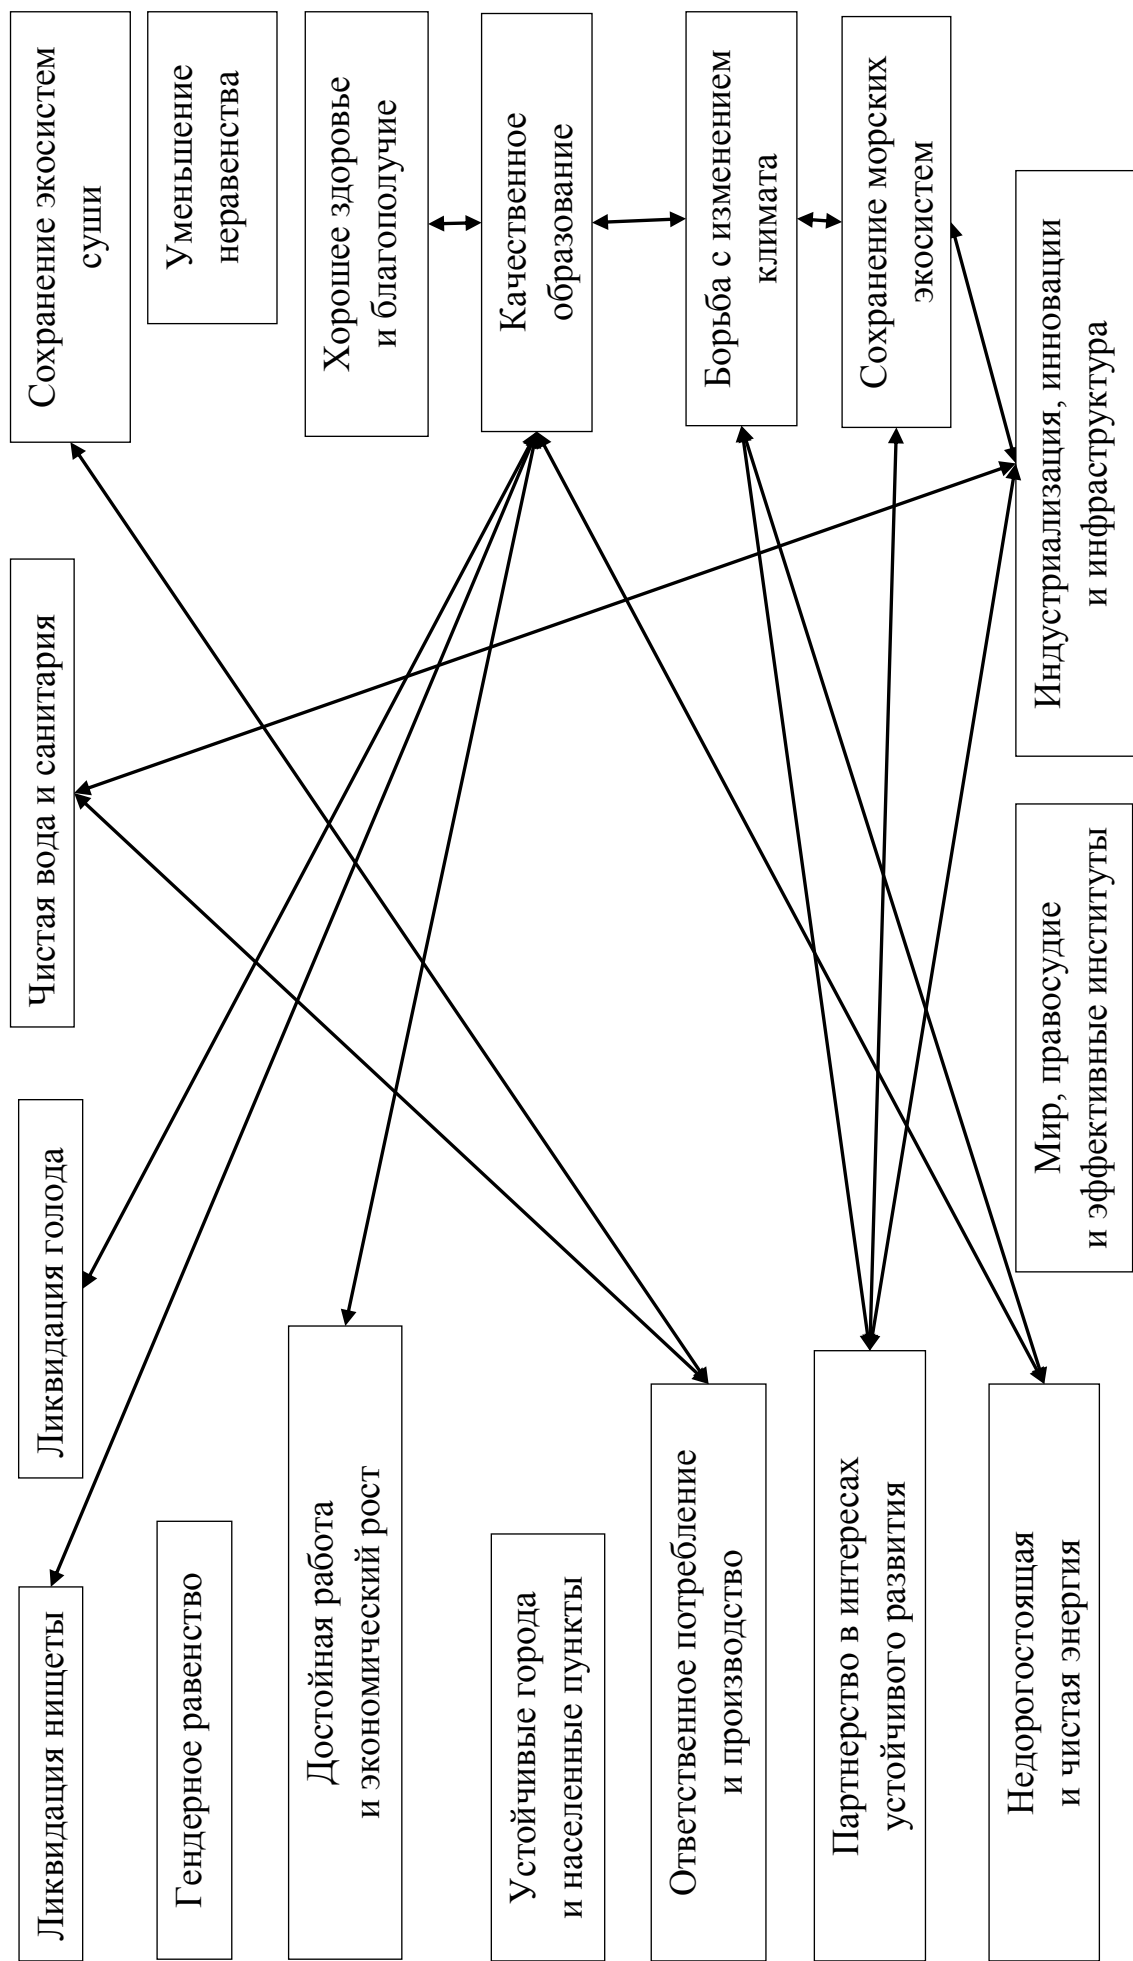 Ликвидация нищеты
Ликвидация голода
Чистая вода и санитария
Сохранение экосистем
суши
Гендерное равенство
Уменьшение
неравенства
Достойная работа
и экономический рост
Хорошее здоровье
и благополучие
Устойчивые города
и населенные пункты
Качественное
образование
Ответственное потребление
и производство
Борьба с изменением
климата
Партнерство в интересах
устойчивого развития
Сохранение морских
экосистем
Недорогостоящая
и чистая энергия
Мир, правосудие
и эффективные институты
Индустриализация, инновации
и инфраструктура